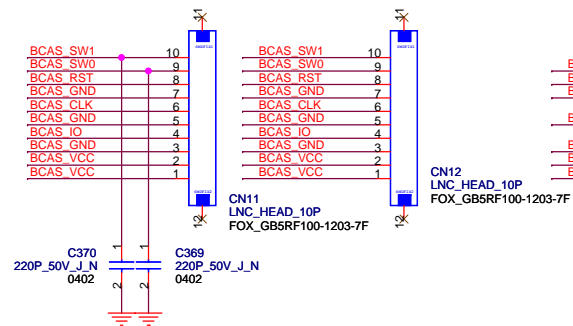 11
11
BCAS_SW1 10
BCAS_SW0 9
BCAS_RST 8
BCAS_GND 7
BCAS_CLK 6
BCAS_GND 5
BCAS_IO 4
BCAS_GND 3
BCAS_VCC 2
BCAS_VCC 1
BCAS_SW1 10
BCAS_SW0 9
BCAS_RST 8
BCAS_GND 7
BCAS_CLK 6
BCAS_GND 5
BCAS_IO 4
BCAS_GND 3
BCAS_VCC 2
BCAS_VCC 1
12
CN11
LNC_HEAD_10P
FOX_GB5RF100-1203-7F
12
CN12
LNC_HEAD_10P
FOX_GB5RF100-1203-7F
1
C370
220P_50V_J_N
0402
2
1
C369
220P_50V_J_N
0402
2